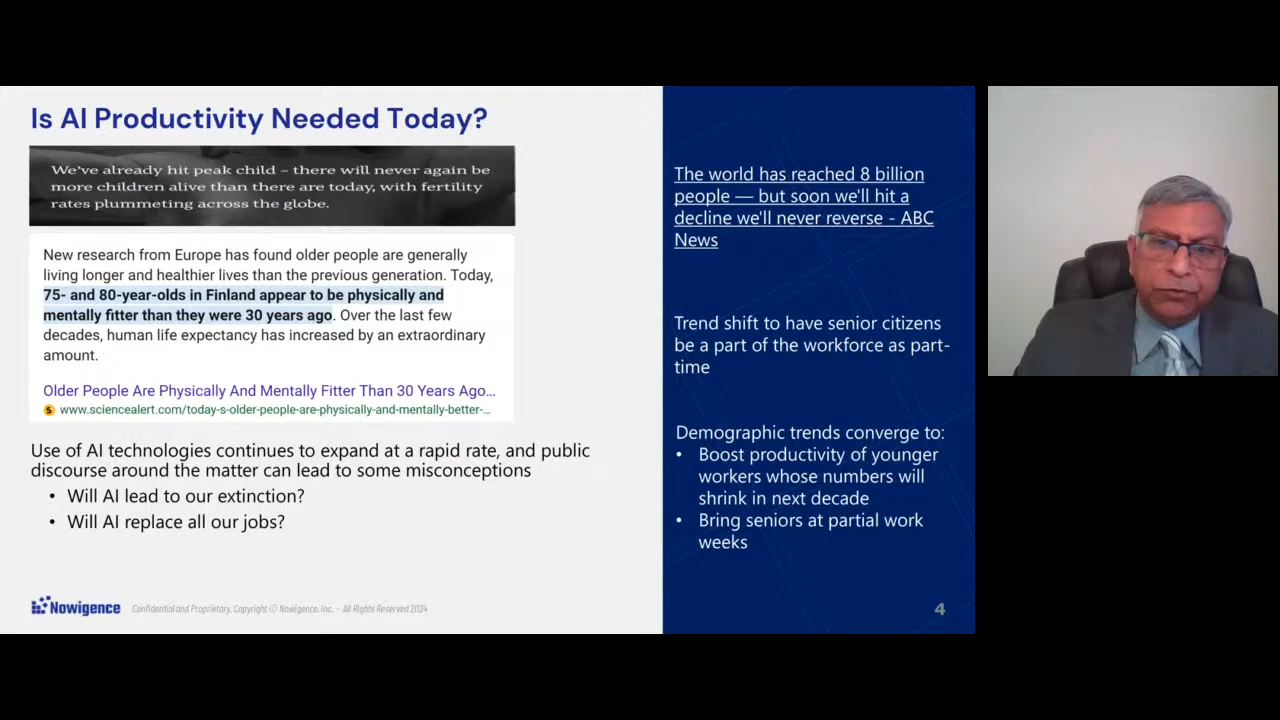 Is AI Productivity Needed Today?
We've already hit peak child – there will never again be
more children alive than there are today, with fertility
rates plummeting across the globe.
New research from Europe has found older people are generally
living longer and healthier lives than the previous generation. Today,
75- and 80-year-olds in Finland appear to be physically and
mentally fitter than they were 30 years ago. Over the last few
decades, human life expectancy has increased by an extraordinary
amount.
Older People Are Physically And Mentally Fitter Than 30 Years Ago...
www.sciencealert.com/today-s-older-people-are-physically-and-mentally-better-...
Use of AI technologies continues to expand at a rapid rate, and public
discourse around the matter can lead to some misconceptions
• Will AI lead to our extinction?
• Will AI replace all our jobs?
Nowigence
Confidential and Proprietary. Copyright © Nowigence. Inc. - All Rights Reserved 2024
The world has reached 8 billion
people — but soon we'll hit a
decline we'll never reverse - ABC
News
Trend shift to have senior citizens
be a part of the workforce as part-
time
Demographic trends converge to:
• Boost productivity of younger
workers whose numbers will
shrink in next decade
• Bring seniors at partial work
weeks
4